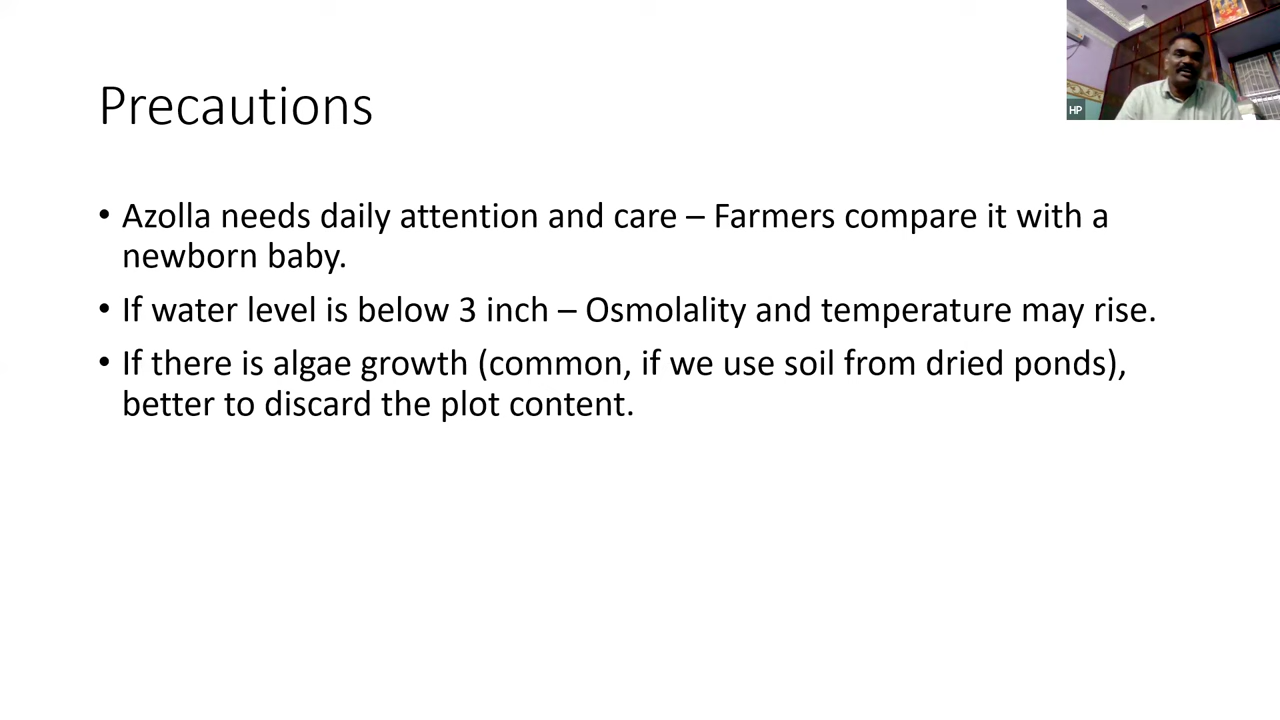 Precautions
HP
• Azolla needs daily attention and care – Farmers compare it with a
newborn baby.
• If water level is below 3 inch – Osmolality and temperature may rise.
• If there is algae growth (common, if we use soil from dried ponds),
better to discard the plot content.